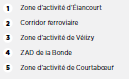 1 Zone d'activité d'Élancourt
2 Corridor ferroviaire
3 Zone d'activité de Vélizy
4 ZAD de la Bonde
5 Zone d'activité de Courtabœuf